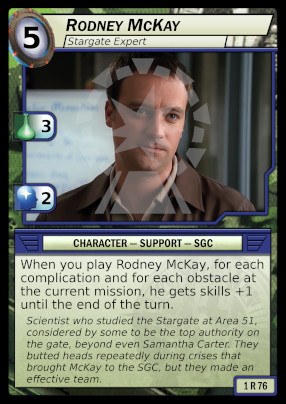 5
RODNEY MCKAY
Stargate Expert
3
2
CHARACTER – SUPPORT – SGC
When you play Rodney McKay, for each
complication and for each obstacle at
the current mission, he gets skills +1
until the end of the turn.
Scientist who studied the Stargate at Area 51,
considered by some to be the top authority on
the gate, beyond even Samantha Carter. They
butted heads repeatedly during crises that
brought McKay to the SGC, but they made an
effective team.
1 R 76